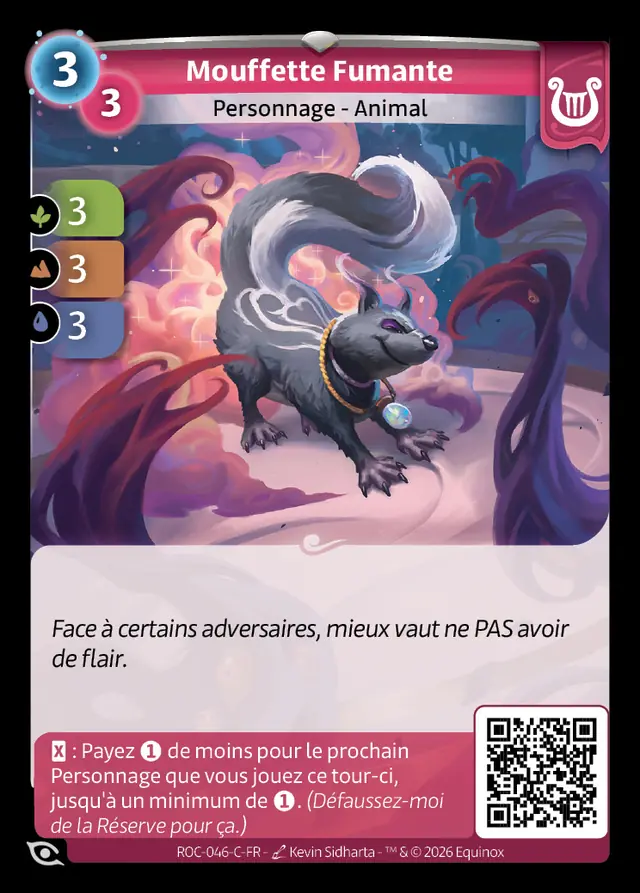 3
3
Mouffette Fumante
Personnage - Animal
3
3
3
Face à certains adversaires, mieux vaut ne PAS avoir
de flair.
X : Payez 1 de moins pour le prochain
Personnage que vous jouez ce tour-ci,
jusqu'à un minimum de 1. (Défaussez-moi
de la Réserve pour ça.)
ROC-046-C-FR - Kevin Sidharta - ™ & © 2026 Equinox